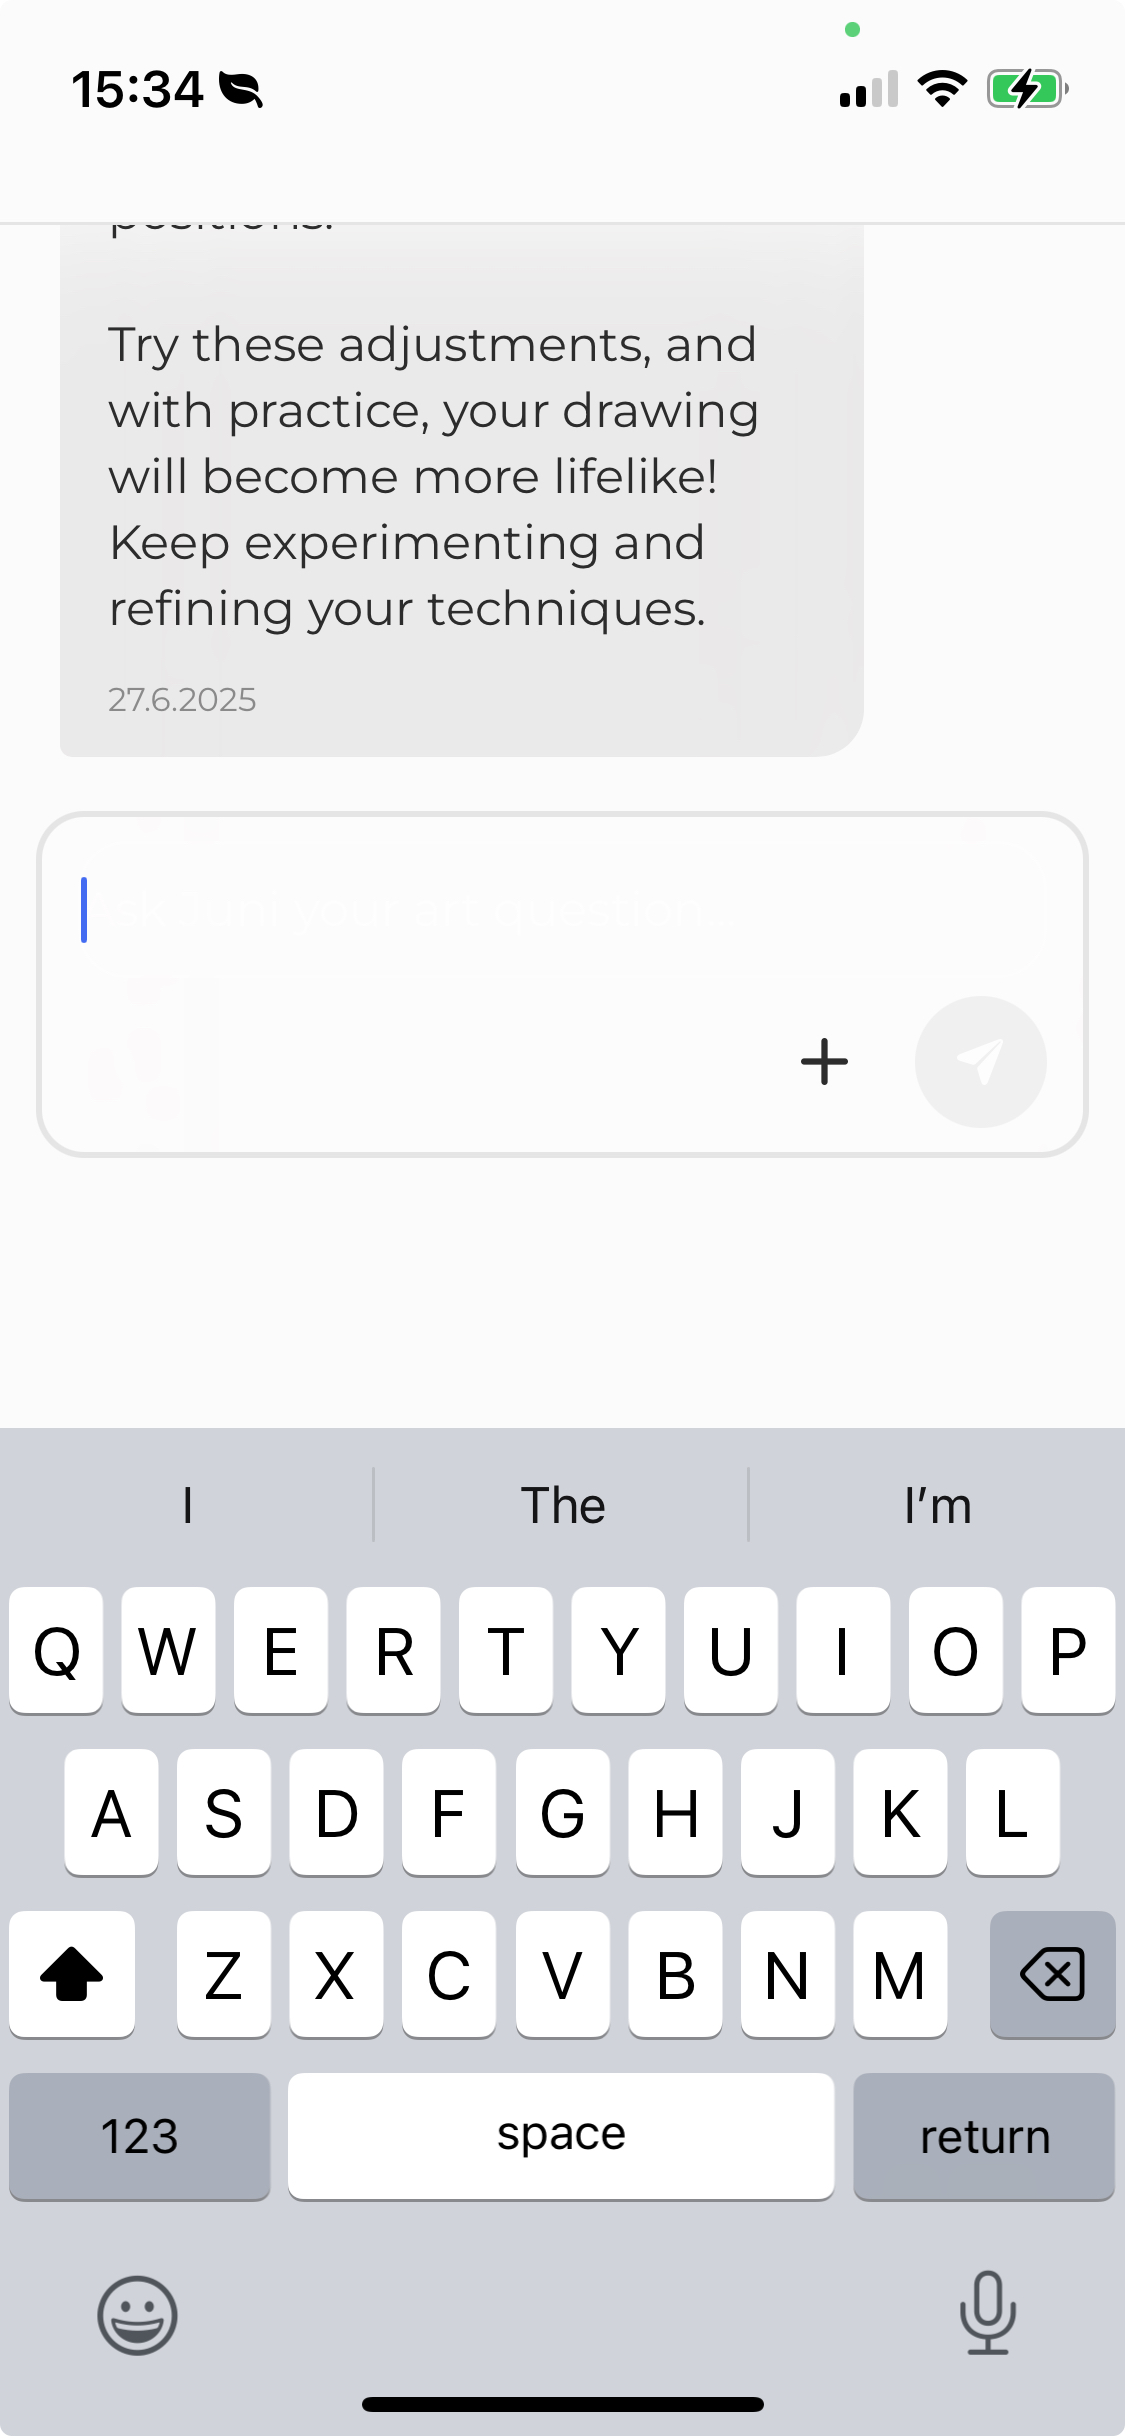 15:34
positions.
Try these adjustments, and
with practice, your drawing
will become more lifelike!
Keep experimenting and
refining your techniques.
27.6.2025
Ask Juni your art question...
I The I’m
Q W E R T Y U I O P
A S D F G H J K L
Z X C V B N M
123 space return